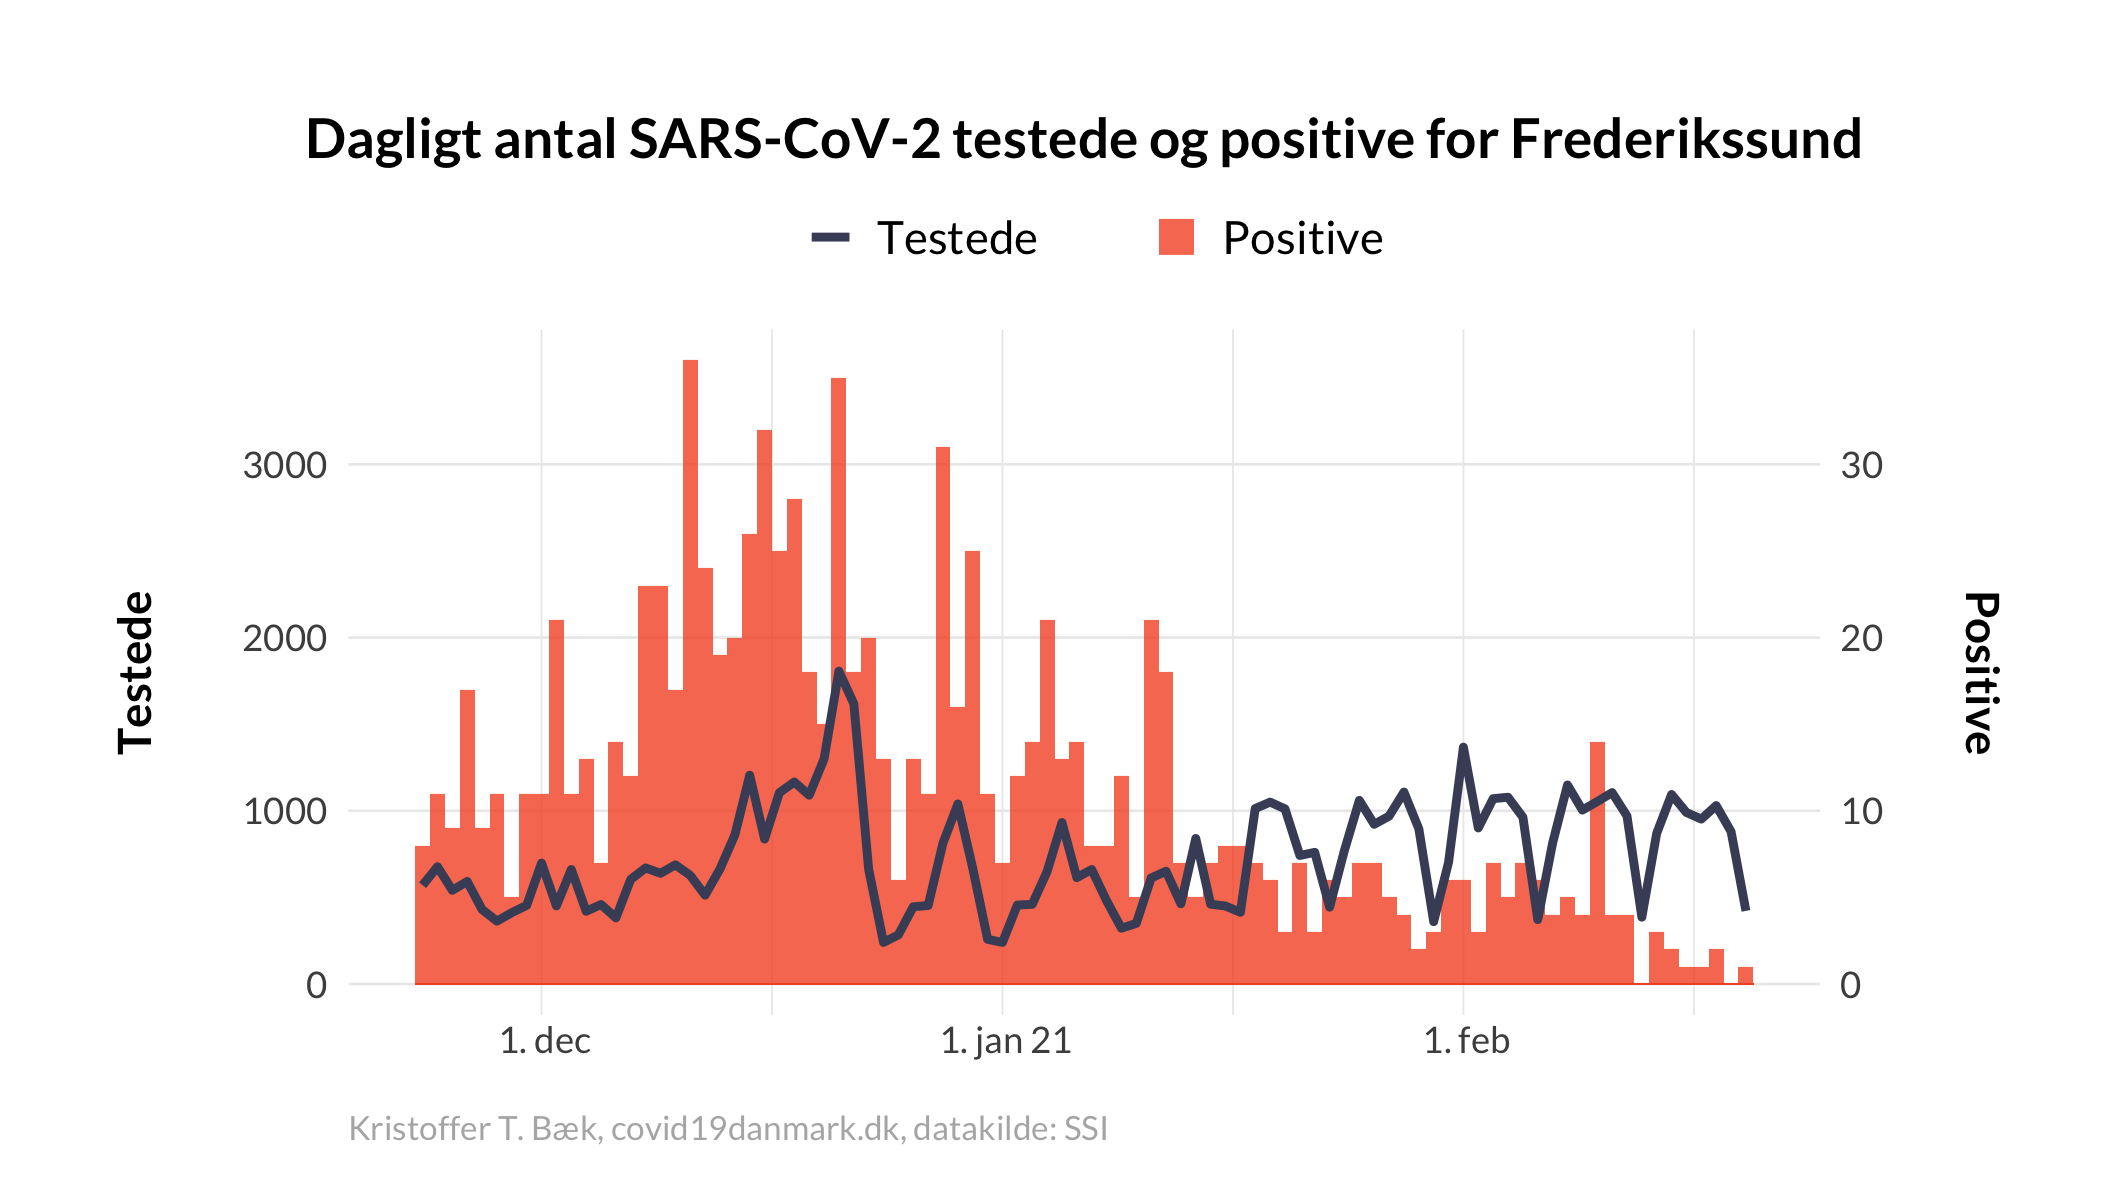 Dagligt antal SARS-CoV-2 testede og positive for Frederikssund
Testede
Positive
3000
2000
1000
0
30
20
10
0
Testede
Positive
1. dec
1. jan 21
1. feb
Kristoffer T. Bæk, covid19danmark.dk, datakilde: SSI